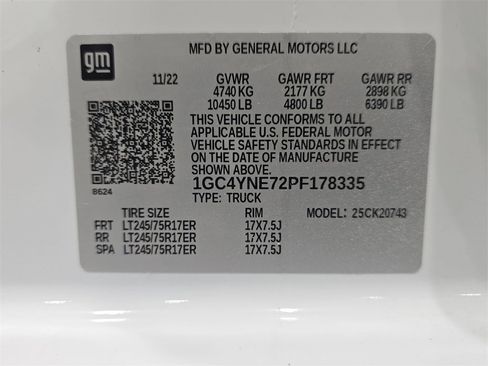 gm
MFD BY GENERAL MOTORS LLC
11/22 GVWR GAWR FRT GAWR RR
4740 KG 2177 KG 2898 KG
10450 LB 4800 LB 6390 LB
THIS VEHICLE CONFORMS TO ALL
APPLICABLE U.S. FEDERAL MOTOR
VEHICLE SAFETY STANDARDS IN EFFECT
ON THE DATE OF MANUFACTURE
SHOWN ABOVE.
1GC4YNE72PF178335
8624
TYPE: TRUCK
TIRE SIZE RIM MODEL: 25CK20743
FRT LT245/75R17ER 17X7.5J
RR LT245/75R17ER 17X7.5J
SPA LT245/75R17ER 17X7.5J